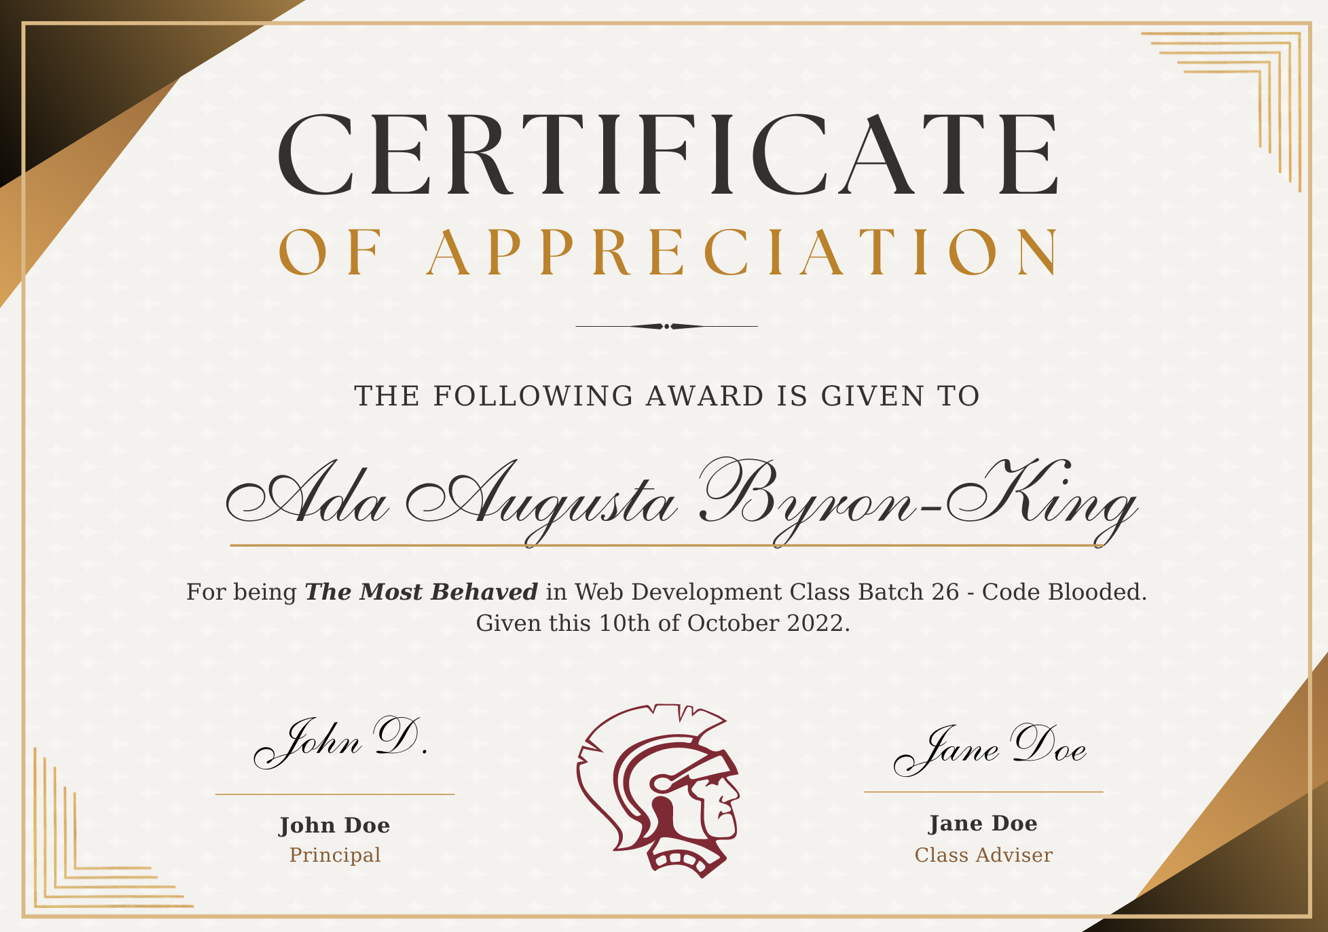 CERTIFICATE
OF APPRECIATION
THE FOLLOWING AWARD IS GIVEN TO
Ada Augusta Byron-King
For being The Most Behaved in Web Development Class Batch 26 - Code Blooded.
Given this 10th of October 2022.
John D.
John Doe
Principal
Jane Doe
Jane Doe
Class Adviser